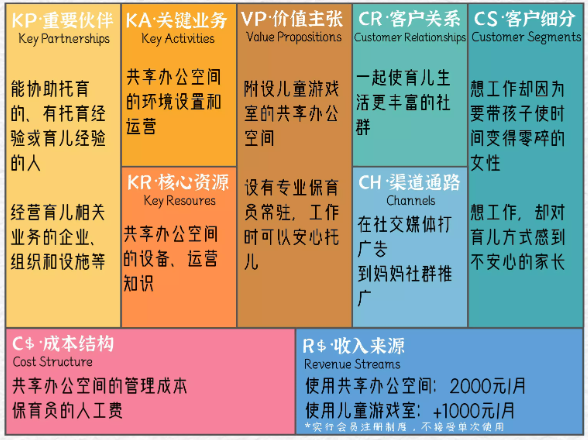 KP·重要伙伴
Key Partnerships
能协助托育
的、有托育经
验或育儿经验
的人
经营育儿相关
业务的企业、
组织和设施等
KA·关键业务
Key Activities
共享办公空间
的环境设置和
运营
KR·核心资源
Key Resoures
共享办公空间
的设备、运营
知识
VP·价值主张
Value Propositions
附设儿童游戏
室的共享办公
空间
设有专业保育
员常驻，工作
时可以安心托
儿
CR·客户关系
Customer Relationships
一起使育儿生
活更丰富的社
群
CH·渠道通路
Channels
在社交媒体打
广告
到妈妈社群推
广
CS·客户细分
Customer Segments
想工作却因为
要带孩子使时
间变得零碎的
女性
想工作，却对
育儿方式感到
不安心的家长
C$·成本结构
Cost Structure
共享办公空间的管理成本
保育员的人工费
R$·收入来源
Revenue Streams
使用共享办公空间：2000元/月
使用儿童游戏室：+1000元/月
*实行会员注册制度，不接受单次使用